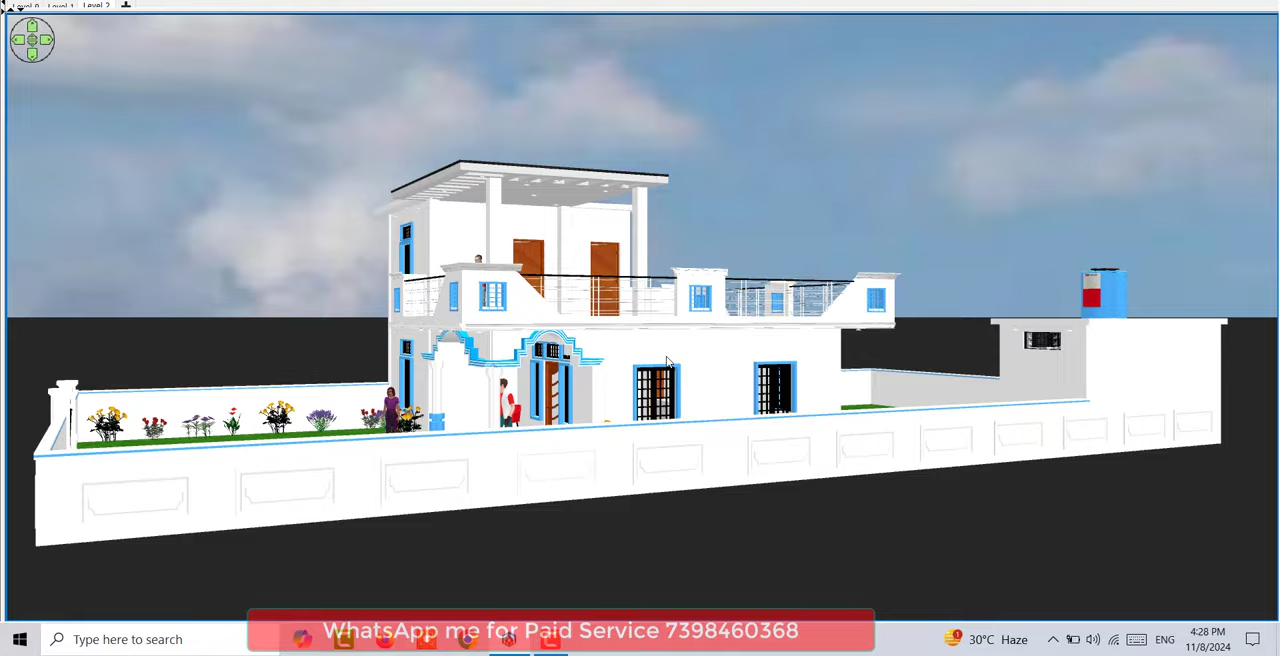 Level 0 Level 1 Level 2
WhatsApp me for Paid Service 7398460368
Type here to search
30°C Haze
ENG
4:28 PM
11/8/2024